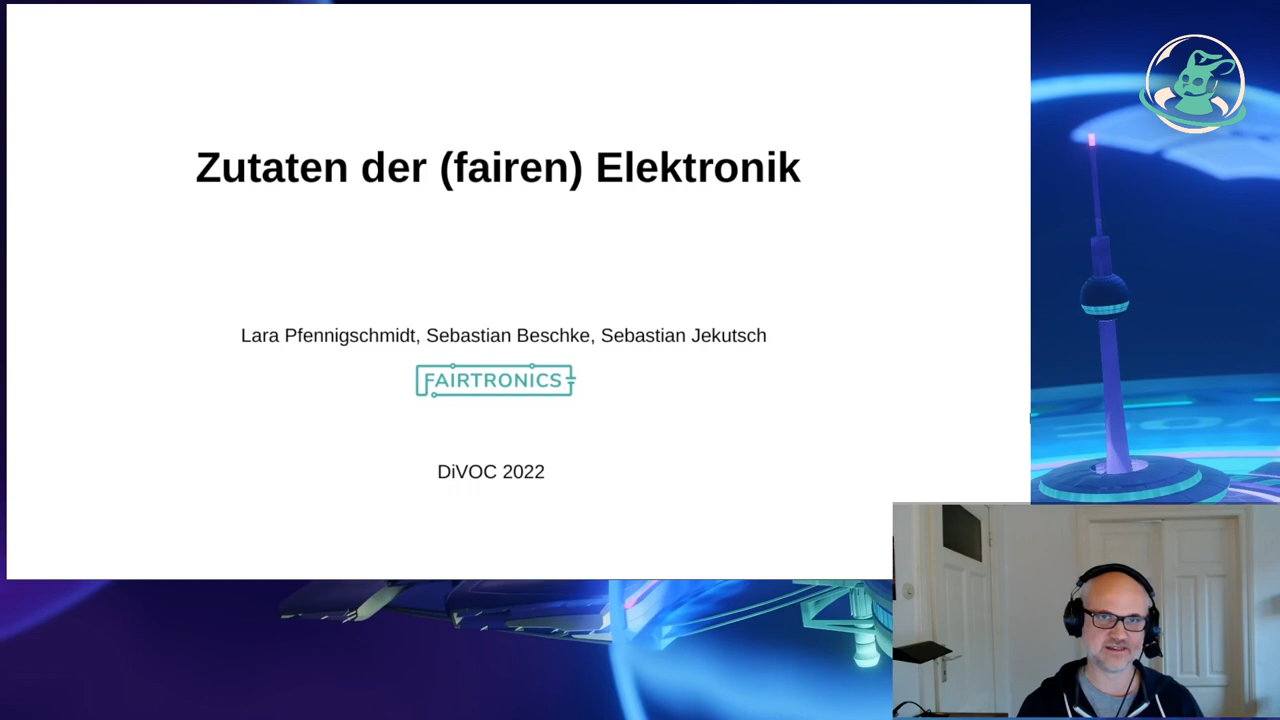 Zutaten der (fairen) Elektronik
Lara Pfennigschmidt, Sebastian Beschke, Sebastian Jekutsch
FAIRTRONICS
DiVOC 2022